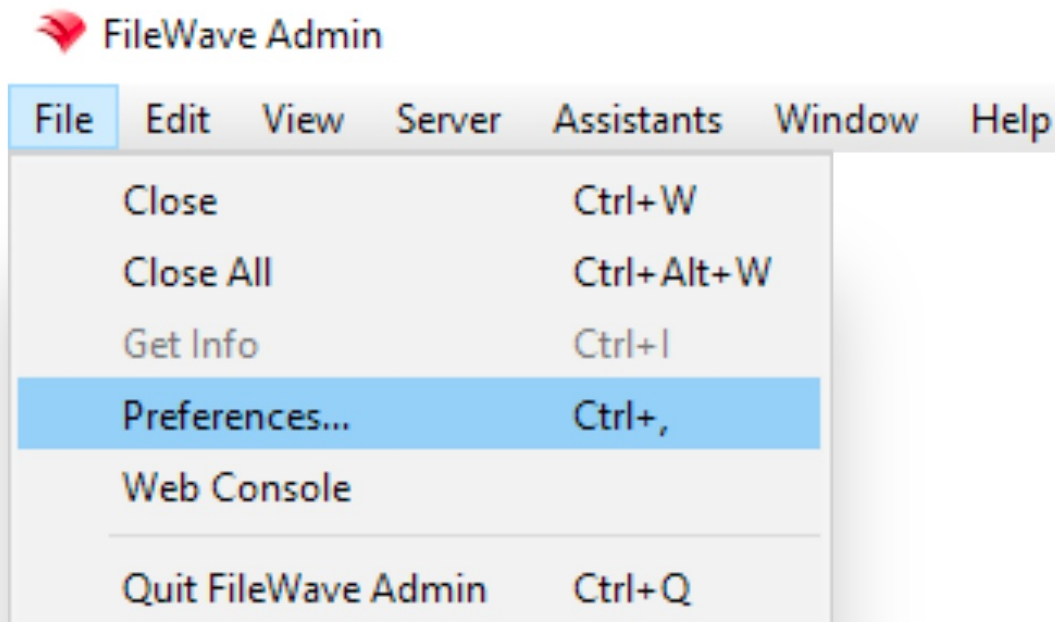 FileWave Admin
File Edit View Server Assistants Window Help
Close Ctrl+W
Close All Ctrl+Alt+W
Get Info Ctrl+I
Preferences... Ctrl+,
Web Console
Quit FileWave Admin Ctrl+Q